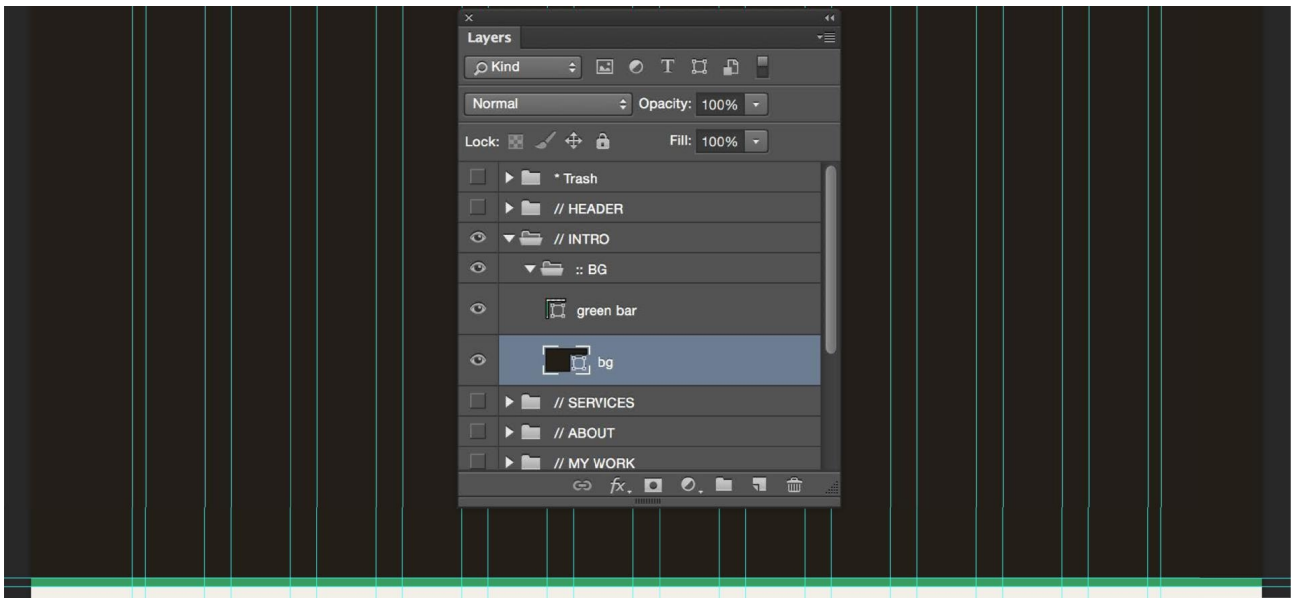 Layers
Kind
Normal Opacity: 100%
Lock: Fill: 100%
* Trash
// HEADER
// INTRO
:: BG
green bar
bg
// SERVICES
// ABOUT
// MY WORK
fx.